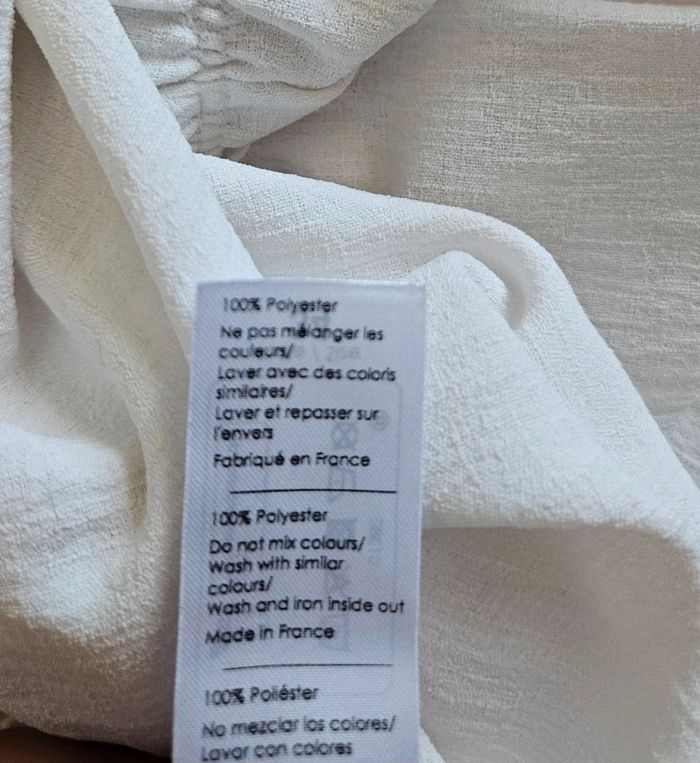 100% Polyester
Ne pas mélanger les
couleurs/
Laver avec des coloris
similaires/
Laver et repasser sur
l'envers
Fabriqué en France
100% Polyester
Do not mix colours/
Wash with similar
colours/
Wash and iron inside out
Made in France
100% Poliéster
No mezclar los colores/
Lavar con colores